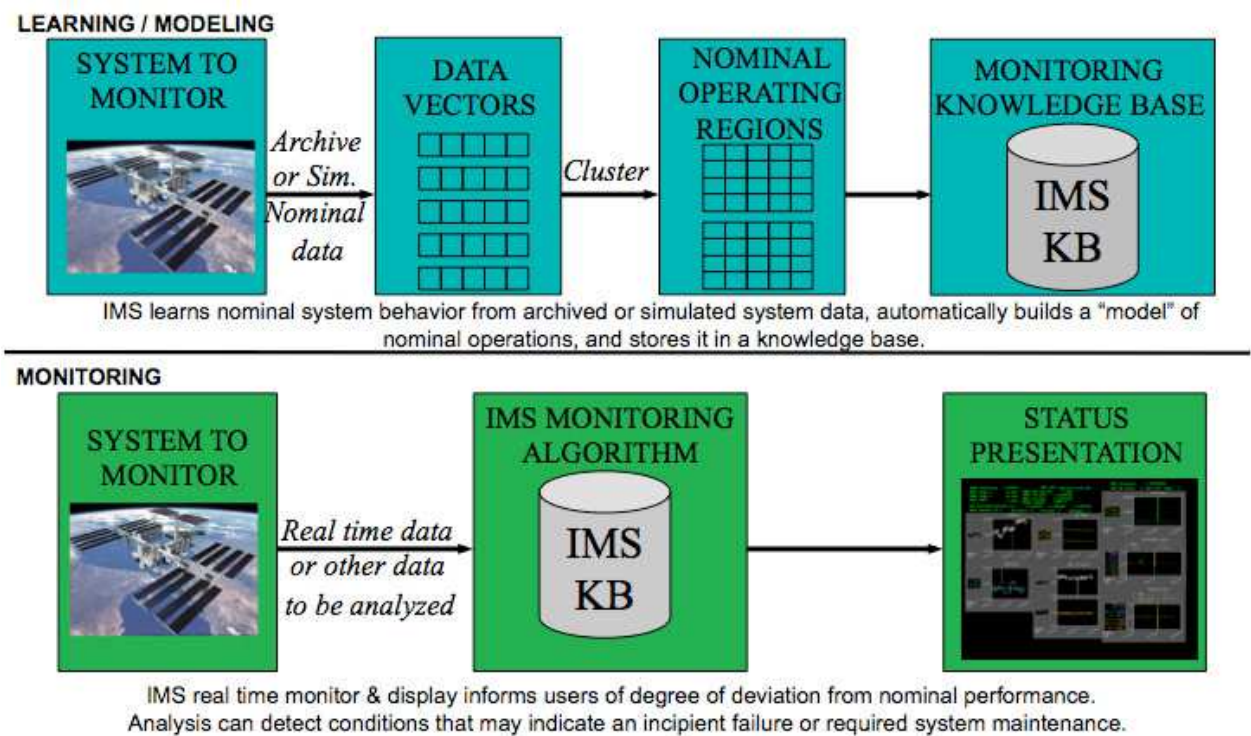 LEARNING / MODELING
SYSTEM TO
MONITOR
Archive
or Sim.
Nominal
data
DATA
VECTORS
Cluster
NOMINAL
OPERATING
REGIONS
MONITORING
KNOWLEDGE BASE
IMS
KB
IMS learns nominal system behavior from archived or simulated system data, automatically builds a “model” of
nominal operations, and stores it in a knowledge base.
MONITORING
SYSTEM TO
MONITOR
Real time data
or other data
to be analyzed
IMS MONITORING
ALGORITHM
IMS
KB
STATUS
PRESENTATION
IMS real time monitor & display informs users of degree of deviation from nominal performance.
Analysis can detect conditions that may indicate an incipient failure or required system maintenance.